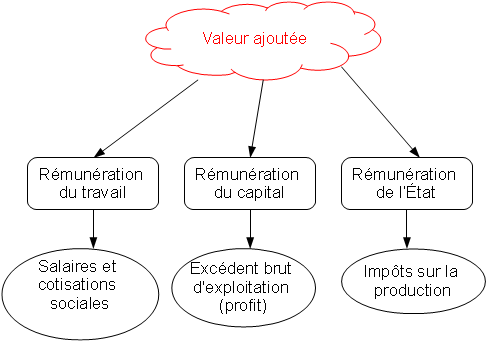 Valeur ajoutée
Rémunération
du travail
Rémunération
du capital
Rémunération
de l'État
Salaires et
cotisations
sociales
Excédent brut
d'exploitation
(profit)
Impôts sur la
production